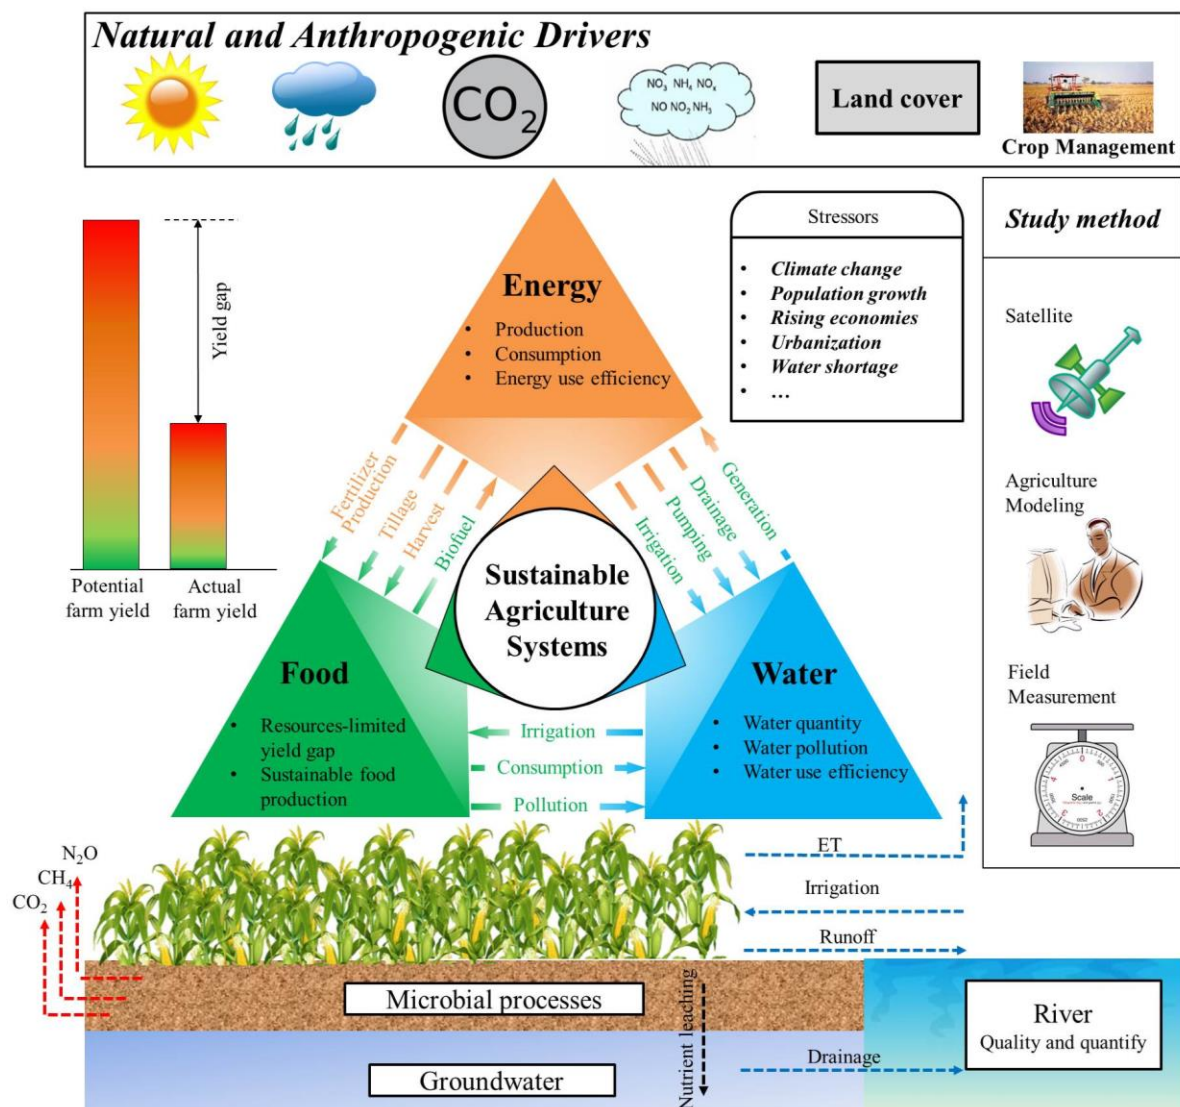 Natural and Anthropogenic Drivers
CO₂
NO₃ NH₄ NOₓ
NO NO₂ NH₃
Land cover
Crop Management
Yield gap
Potential
farm yield
Actual
farm yield
Energy
• Production
• Consumption
• Energy use efficiency
Stressors
• Climate change
• Population growth
• Rising economies
• Urbanization
• Water shortage
• ...
Study method
Satellite
Agriculture
Modeling
Field
Measurement
Scale
Fertilizer
Production
Tillage
Harvest
Biofuel
Irrigation
Pumping
Drainage
Generation
Sustainable
Agriculture
Systems
Food
• Resources-limited
yield gap
• Sustainable food
production
Water
• Water quantity
• Water pollution
• Water use efficiency
Irrigation
Consumption
Pollution
N₂O
CH₄
CO₂
ET
Irrigation
Runoff
Microbial processes
Nutrient leaching
River
Quality and quantify
Drainage
Groundwater